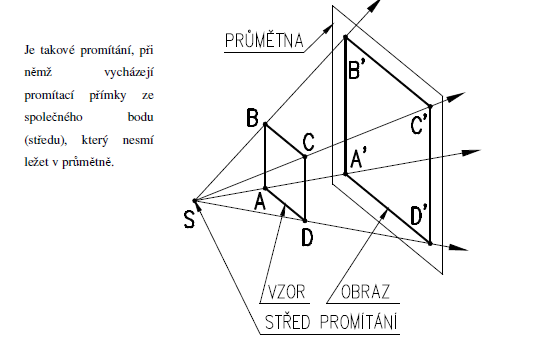 Je takové promítání, při
němž vycházejí
promítací přímky ze
společného bodu
(středu), který nesmí
ležet v průmětně.
PRŮMĚTNA
B'
B
C'
C
A'
A
S
D'
D
VZOR
OBRAZ
STŘED PROMÍTÁNÍ